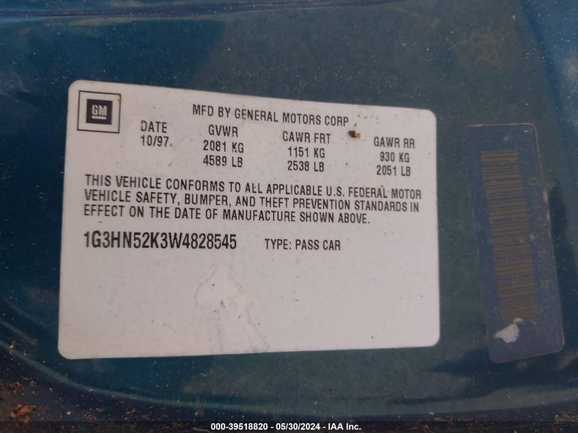 GM
MFD BY GENERAL MOTORS CORP
DATE GVWR CAWR FRT GAWR RR
10/97 2081 KG 1151 KG 930 KG
4589 LB 2538 LB 2051 LB
THIS VEHICLE CONFORMS TO ALL APPLICABLE U.S. FEDERAL MOTOR
VEHICLE SAFETY, BUMPER, AND THEFT PREVENTION STANDARDS IN
EFFECT ON THE DATE OF MANUFACTURE SHOWN ABOVE.
1G3HN52K3W4828545 TYPE: PASS CAR
000-39518820 - 05/30/2024 - IAA Inc.